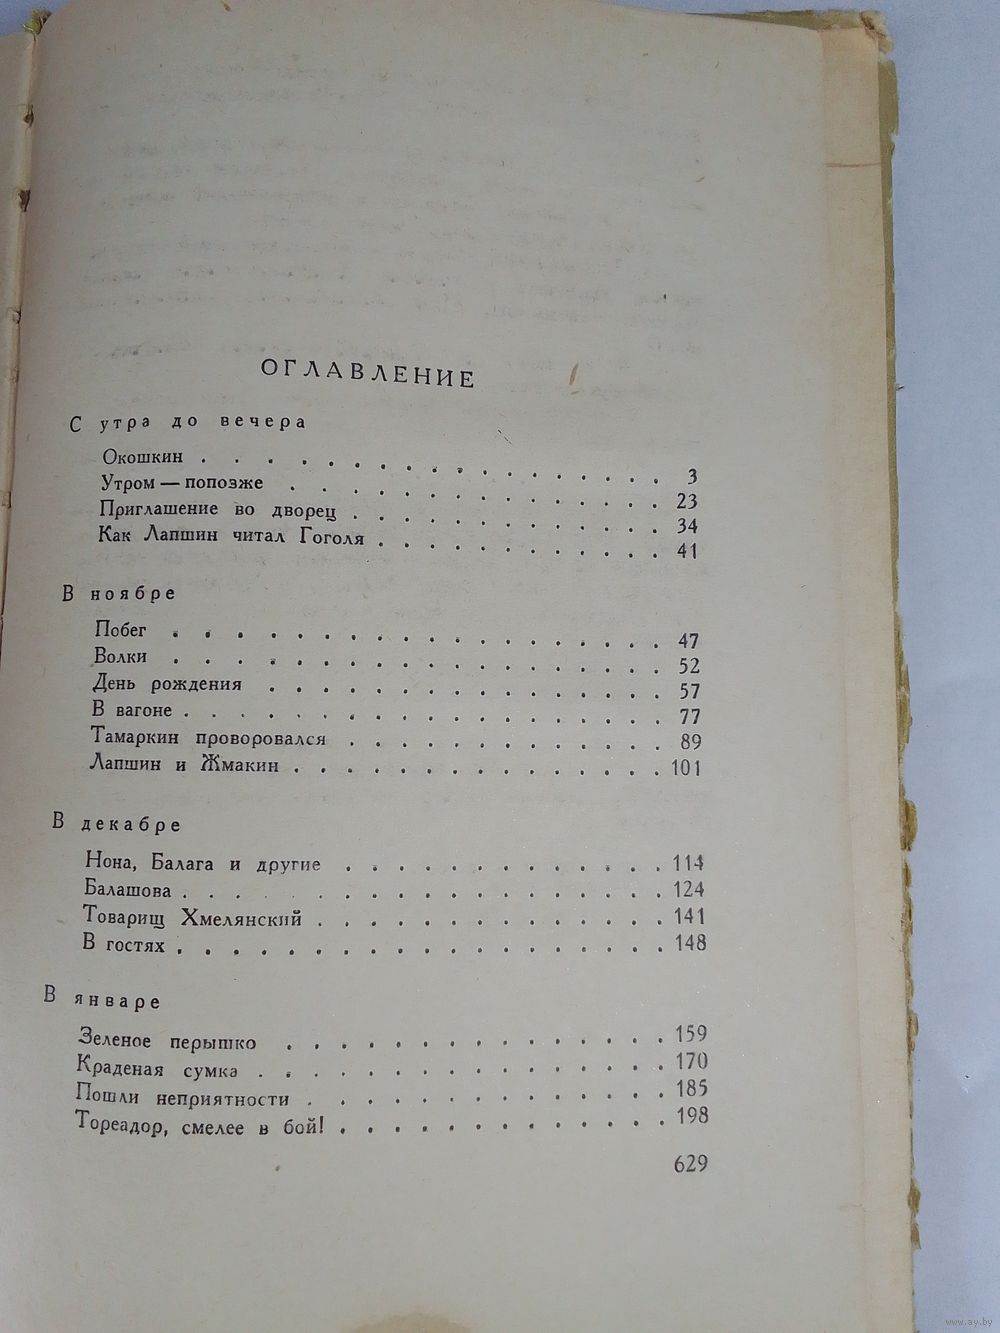 ОГЛАВЛЕНИЕ
С утра до вечера
Окошкин . . . . . . . . . . . . . . . . . 3
Утром — попозже . . . . . . . . . . . . . . 23
Приглашение во дворец . . . . . . . . . . . . 34
Как Лапшин читал Гоголя . . . . . . . . . . . 41
В ноябре
Побег . . . . . . . . . . . . . . . . . . 47
Волки . . . . . . . . . . . . . . . . . . 52
День рождения . . . . . . . . . . . . . . . 57
В вагоне . . . . . . . . . . . . . . . . . 77
Тамаркин проворовался . . . . . . . . . . . . 89
Лапшин и Жмакин . . . . . . . . . . . . . . 101
В декабре
Нона, Балага и другие . . . . . . . . . . . . . 114
Балашова . . . . . . . . . . . . . . . . . . 124
Товарищ Хмелянский . . . . . . . . . . . . . 141
В гостях . . . . . . . . . . . . . . . . . . 148
В январе
Зеленое перышко . . . . . . . . . . . . . . 159
Краденая сумка . . . . . . . . . . . . . . . 170
Пошли неприятности . . . . . . . . . . . . . 185
Тореадор, смелее в бой! . . . . . . . . . . . . 198
629
www.ay.by